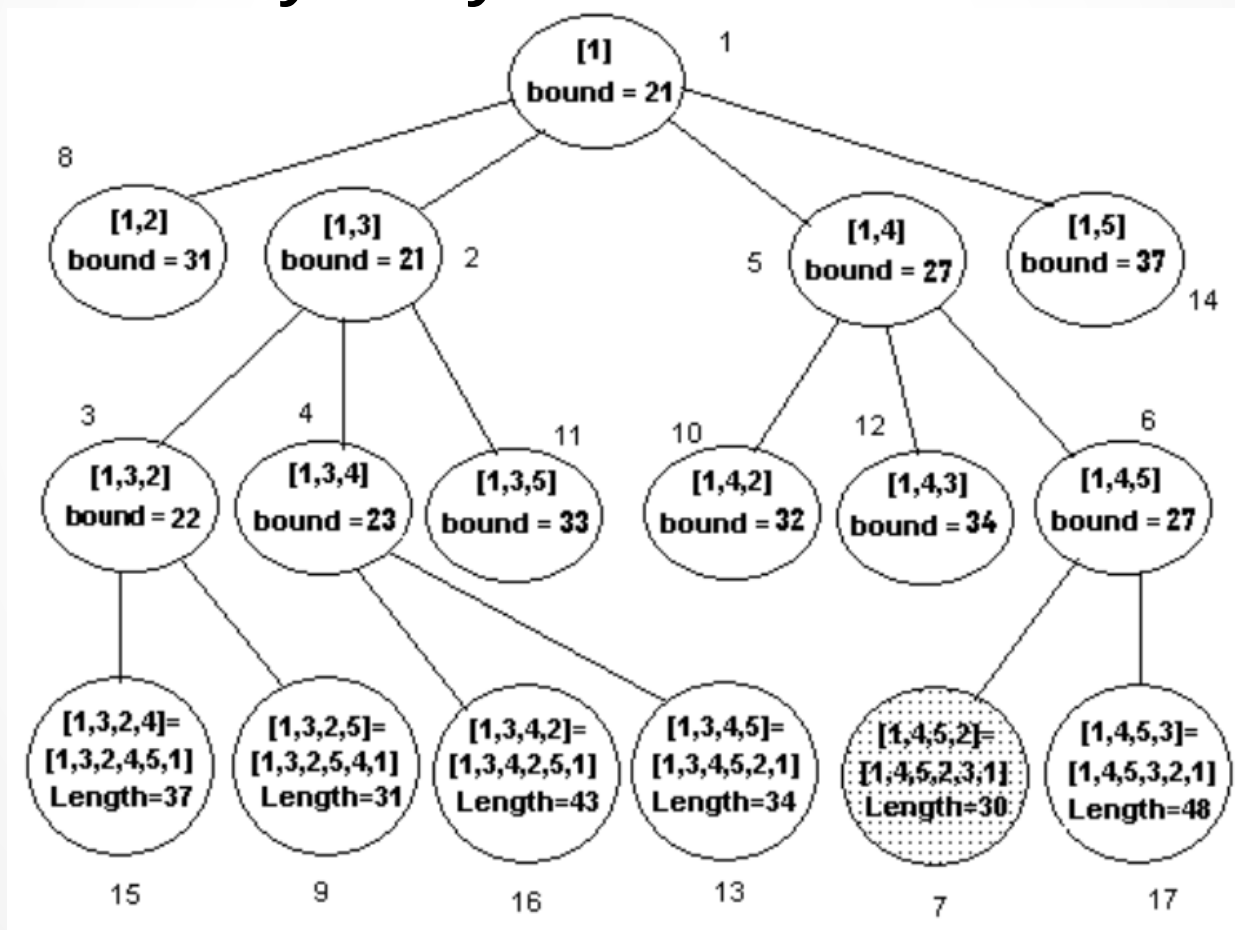 [1]
bound = 21
1
8
[1,2]
bound = 31
[1,3]
bound = 21
2
5
[1,4]
bound = 27
[1,5]
bound = 37
14
3
[1,3,2]
bound = 22
4
[1,3,4]
bound = 23
11
[1,3,5]
bound = 33
10
[1,4,2]
bound = 32
12
[1,4,3]
bound = 34
6
[1,4,5]
bound = 27
[1,3,2,4]=
[1,3,2,4,5,1]
Length=37
15
[1,3,2,5]=
[1,3,2,5,4,1]
Length=31
9
[1,3,4,2]=
[1,3,4,2,5,1]
Length=43
16
[1,3,4,5]=
[1,3,4,5,2,1]
Length=34
13
[1,4,5,2]=
[1,4,5,2,3,1]
Length=30
7
[1,4,5,3]=
[1,4,5,3,2,1]
Length=48
17